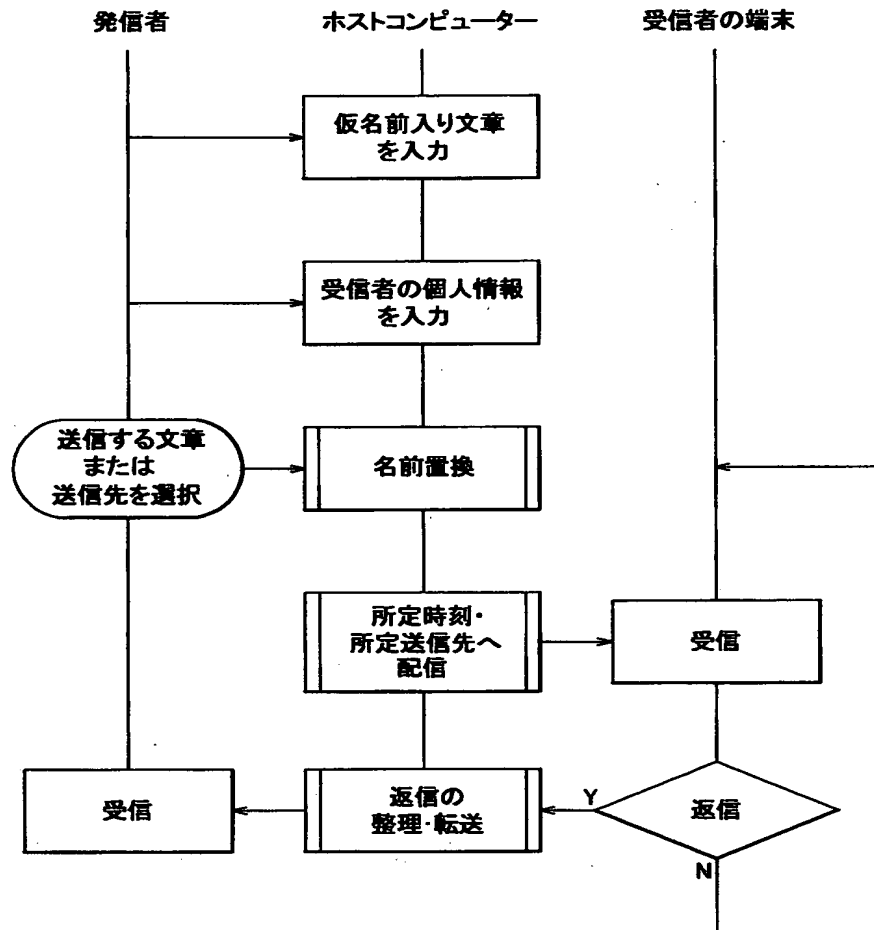 発信者
ホストコンピューター
受信者の端末
仮名前入り文章
を入力
受信者の個人情報
を入力
送信する文章
または
送信先を選択
名前置換
所定時刻・
所定送信先へ
配信
受信
受信
返信の
整理・転送
Y
返信
N